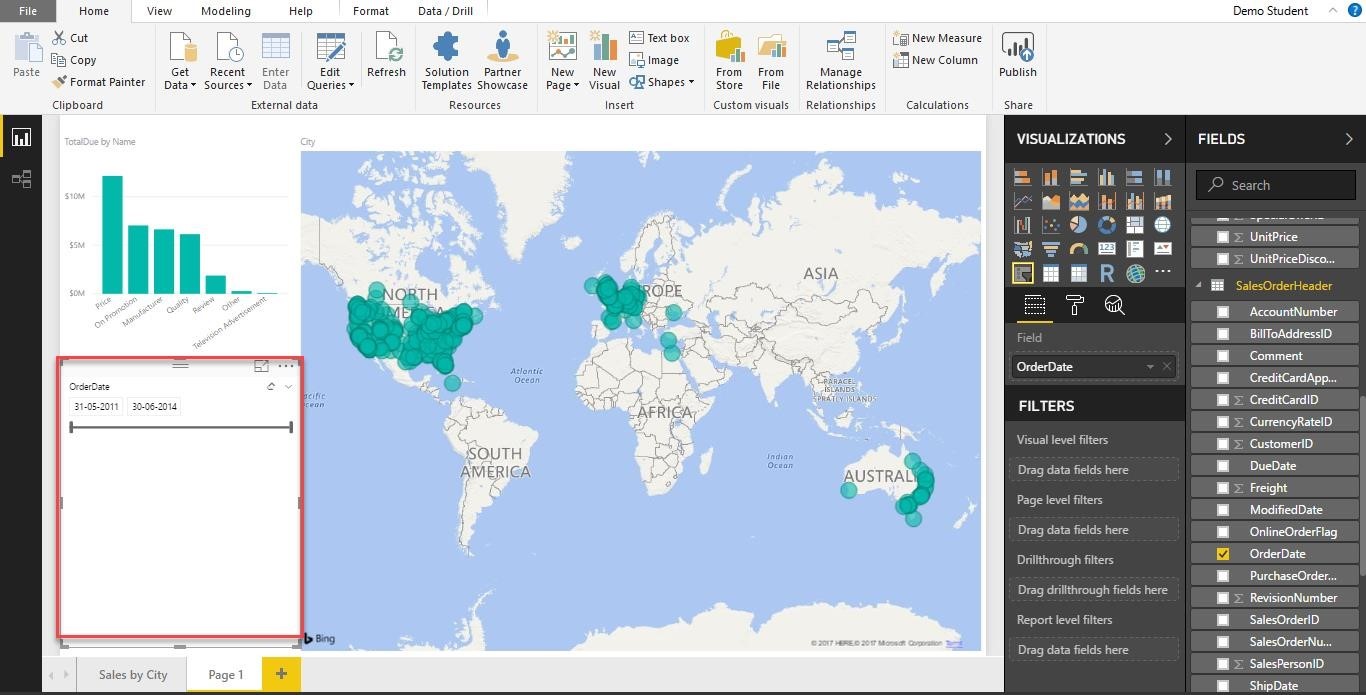 File Home View Modeling Help Format Data / Drill Demo Student
Cut
Copy
Format Painter
Paste
Clipboard
Get Data
Recent Sources
Enter Data
Edit Queries
Refresh
External data
Solution Templates
Partner Showcase
Resources
New Page
New Visual
Text box
Image
Shapes
Insert
From Store
From File
Custom visuals
Manage Relationships
Relationships
New Measure
New Column
Calculations
Publish
Share
TotalDue by Name
$10M
$5M
$0M
Price
On Promotion
Manufacturer
Quality
Review
Other
Television Advertisement
OrderDate
31-05-2011 30-06-2014
City
NORTH
Atlantic
Ocean
SOUTH
AMERICA
AFRICA
ASIA
PARACEL
ISLANDS
SPRATLY ISLANDS
Indian
Ocean
AUSTRAL
Bing
© 2017 HERE,© 2017 Microsoft Corporation Terms
Sales by City Page 1 +
VISUALIZATIONS
123
R
Field
OrderDate
FILTERS
Visual level filters
Drag data fields here
Page level filters
Drag data fields here
Drillthrough filters
Drag drillthrough fields here
Report level filters
Drag data fields here
FIELDS
Search
UnitPrice
UnitPriceDisco...
SalesOrderHeader
AccountNumber
BillToAddressID
Comment
CreditCardApp...
CreditCardID
CurrencyRateID
CustomerID
DueDate
Freight
ModifiedDate
OnlineOrderFlag
OrderDate
PurchaseOrder...
RevisionNumber
SalesOrderID
SalesOrderNu...
SalesPersonID
ShipDate